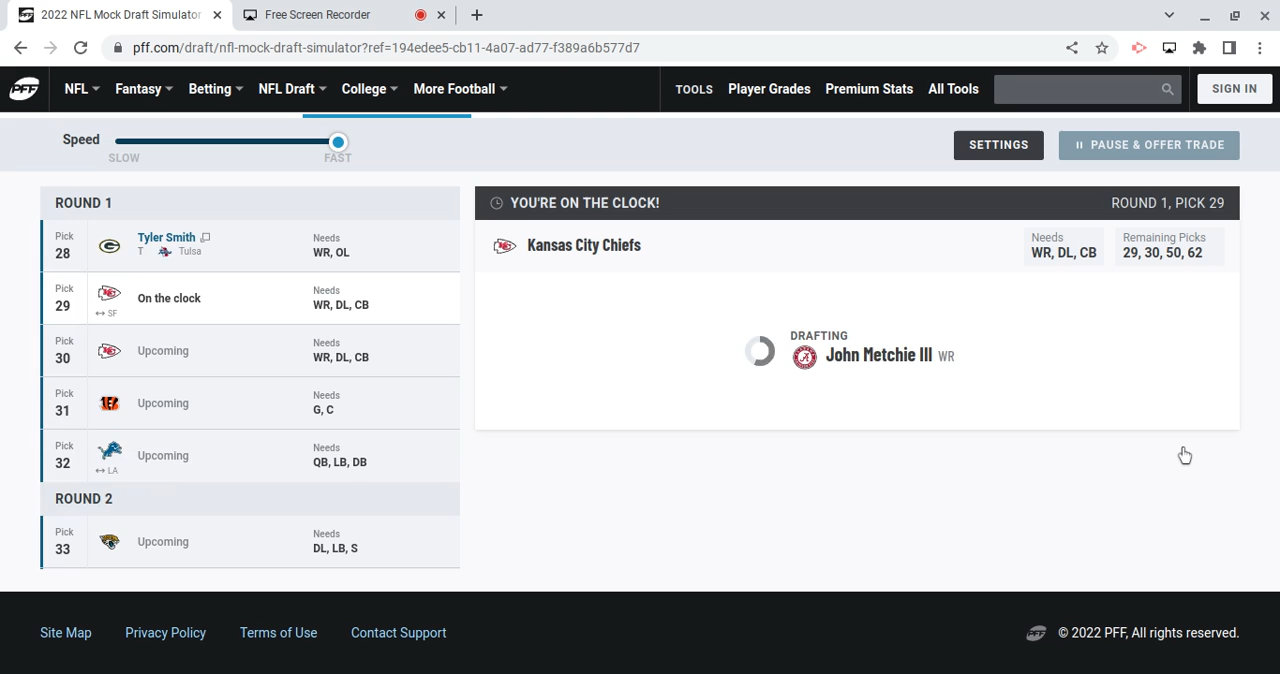 2022 NFL Mock Draft Simulator
Free Screen Recorder
pff.com/draft/nfl-mock-draft-simulator?ref=194edee5-cb11-4a07-ad77-f389a6b577d7
PFF
NFL
Fantasy
Betting
NFL Draft
College
More Football
TOOLS
Player Grades
Premium Stats
All Tools
SIGN IN
Speed
SLOW
FAST
SETTINGS
PAUSE & OFFER TRADE
ROUND 1
Pick
28
Tyler Smith
T
Tulsa
Needs
WR, OL
Pick
29
↔ SF
On the clock
Needs
WR, DL, CB
Pick
30
Upcoming
Needs
WR, DL, CB
Pick
31
Upcoming
Needs
G, C
Pick
32
↔ LA
Upcoming
Needs
QB, LB, DB
ROUND 2
Pick
33
Upcoming
Needs
DL, LB, S
YOU'RE ON THE CLOCK!
ROUND 1, PICK 29
Kansas City Chiefs
Needs
WR, DL, CB
Remaining Picks
29, 30, 50, 62
DRAFTING
John Metchie III WR
Site Map
Privacy Policy
Terms of Use
Contact Support
PFF
© 2022 PFF, All rights reserved.